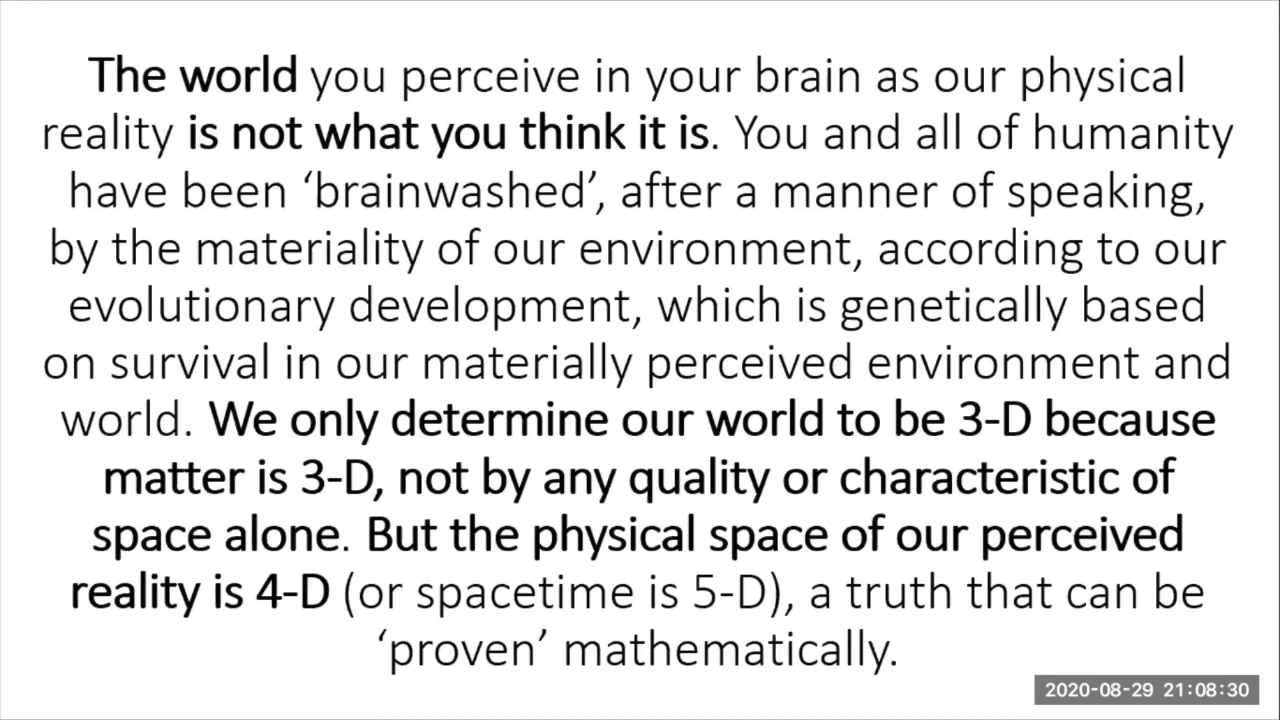 The world you perceive in your brain as our physical
reality is not what you think it is. You and all of humanity
have been ‘brainwashed’, after a manner of speaking,
by the materiality of our environment, according to our
evolutionary development, which is genetically based
on survival in our materially perceived environment and
world. We only determine our world to be 3-D because
matter is 3-D, not by any quality or characteristic of
space alone. But the physical space of our perceived
reality is 4-D (or spacetime is 5-D), a truth that can be
‘proven’ mathematically.
2020-08-29 21:08:30